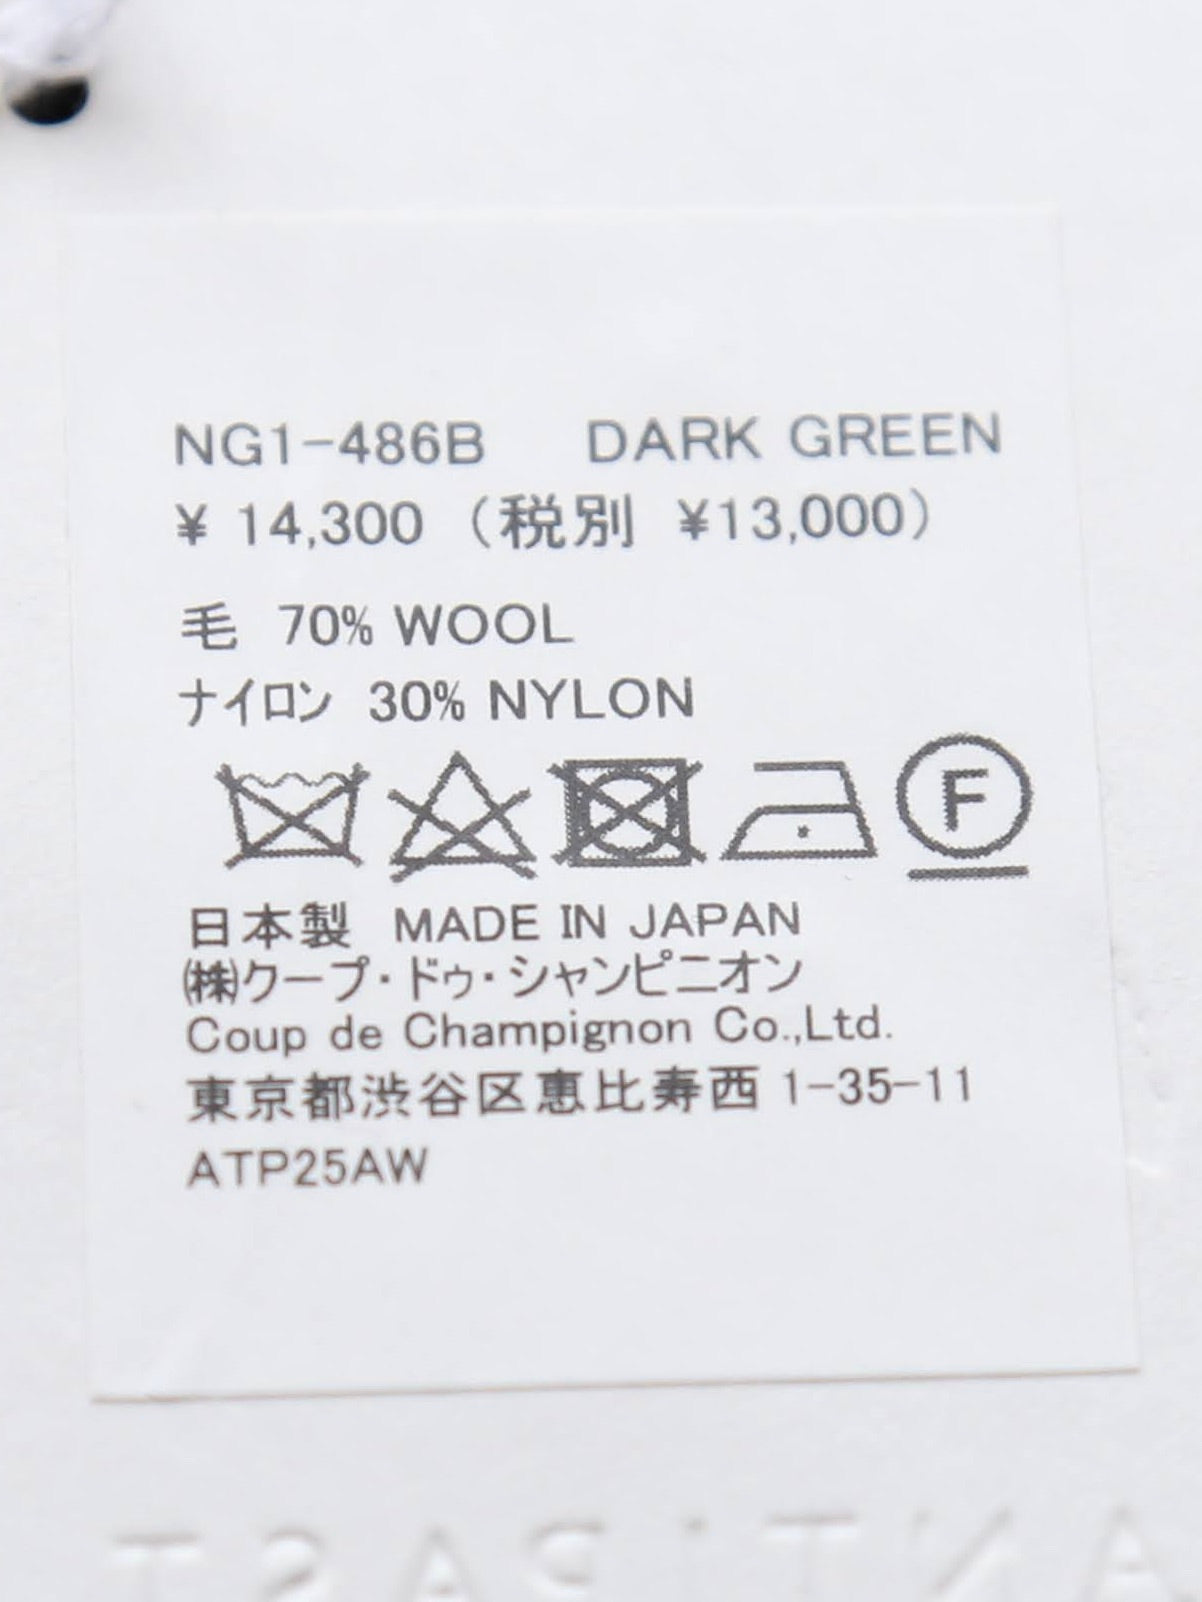 NG1-486B DARK GREEN
¥ 14,300 (税別 ¥13,000)
毛 70% WOOL
ナイロン 30% NYLON
F
日本製 MADE IN JAPAN
㈱クープ・ドゥ・シャンピニオン
Coup de Champignon Co.,Ltd.
東京都渋谷区恵比寿西 1-35-11
ATP25AW
ANTIPAST